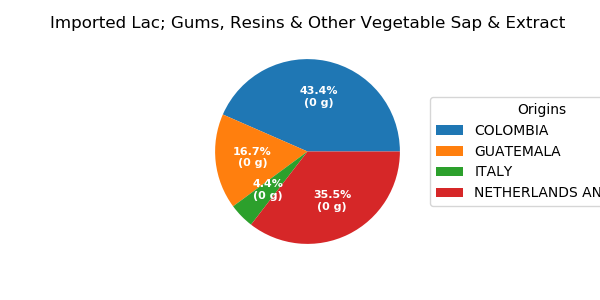 Imported Lac; Gums, Resins & Other Vegetable Sap & Extract
43.4%
(0 g)
16.7%
(0 g)
4.4%
(0 g)
35.5%
(0 g)
Origins
COLOMBIA
GUATEMALA
ITALY
NETHERLANDS AN